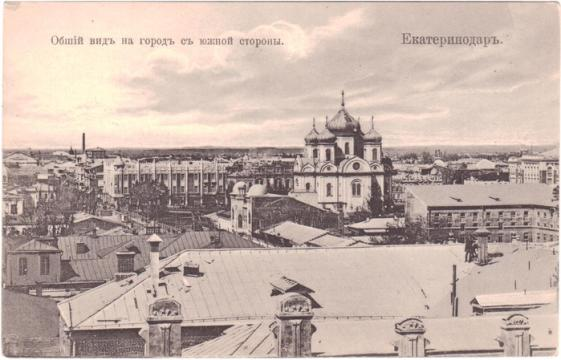 Общій видъ на городъ съ южной стороны.
Екатеринодаръ.